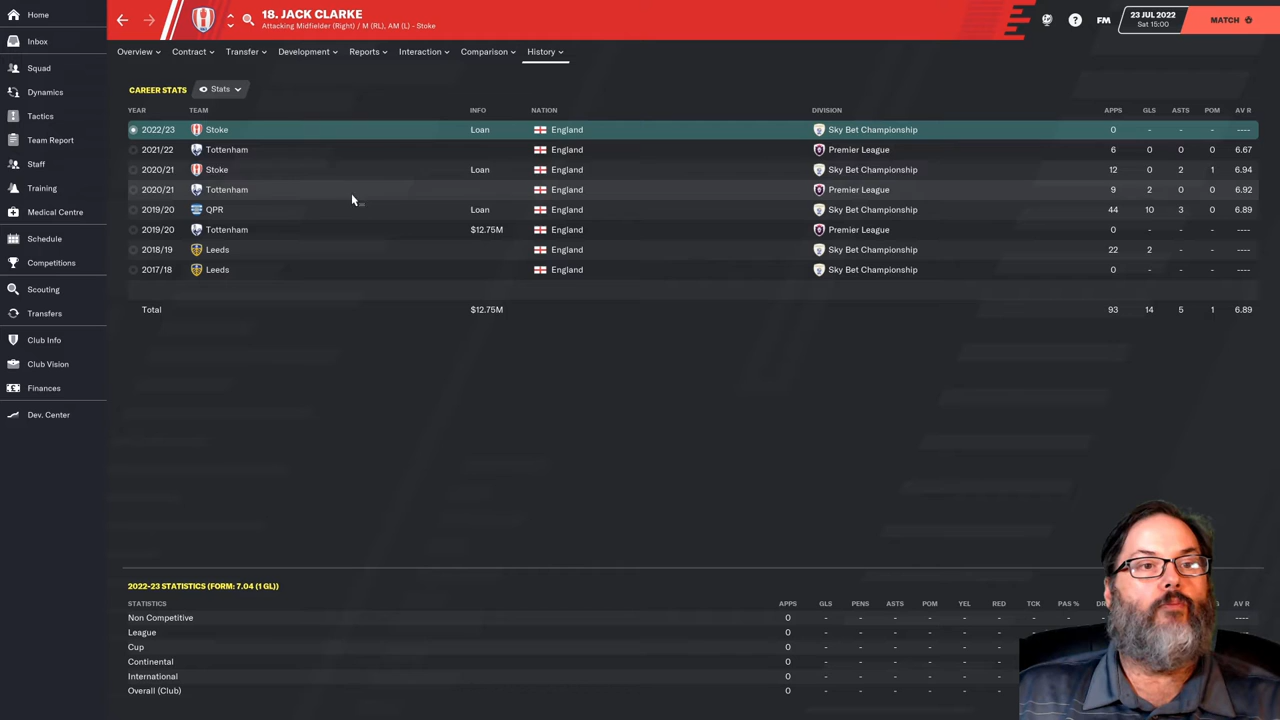 Home
Inbox
Squad
Dynamics
Tactics
Team Report
Staff
Training
Medical Centre
Schedule
Competitions
Scouting
Transfers
Club Info
Club Vision
Finances
Dev. Center
18. JACK CLARKE
Attacking Midfielder (Right) / M (RL), AM (L) - Stoke
? FM 23 JUL 2022 MATCH
Sat 15:00
Overview Contract Transfer Development Reports Interaction Comparison History
CAREER STATS Stats
YEAR TEAM INFO NATION DIVISION APPS GLS ASTS POM AV R
2022/23 Stoke Loan England Sky Bet Championship 0 - - - ----
2021/22 Tottenham England Premier League 6 0 0 0 6.67
2020/21 Stoke Loan England Sky Bet Championship 12 0 2 1 6.94
2020/21 Tottenham England Premier League 9 2 0 0 6.92
2019/20 QPR Loan England Sky Bet Championship 44 10 3 0 6.89
2019/20 Tottenham $12.75M England Premier League 0 - - - ----
2018/19 Leeds England Sky Bet Championship 22 2 - - ----
2017/18 Leeds England Sky Bet Championship 0 - - - ----
Total $12.75M 93 14 5 1 6.89
2022-23 STATISTICS (FORM: 7.04 (1 GL))
STATISTICS APPS GLS PENS ASTS POM YEL RED TCK PAS % AV R
Non Competitive 0 - - - - - - - - ----
League 0 - - - - - - - -
Cup 0 - - - - - - - -
Continental 0 - - - - - - - -
International 0 - - - - - -
Overall (Club) 0 - - - - - -